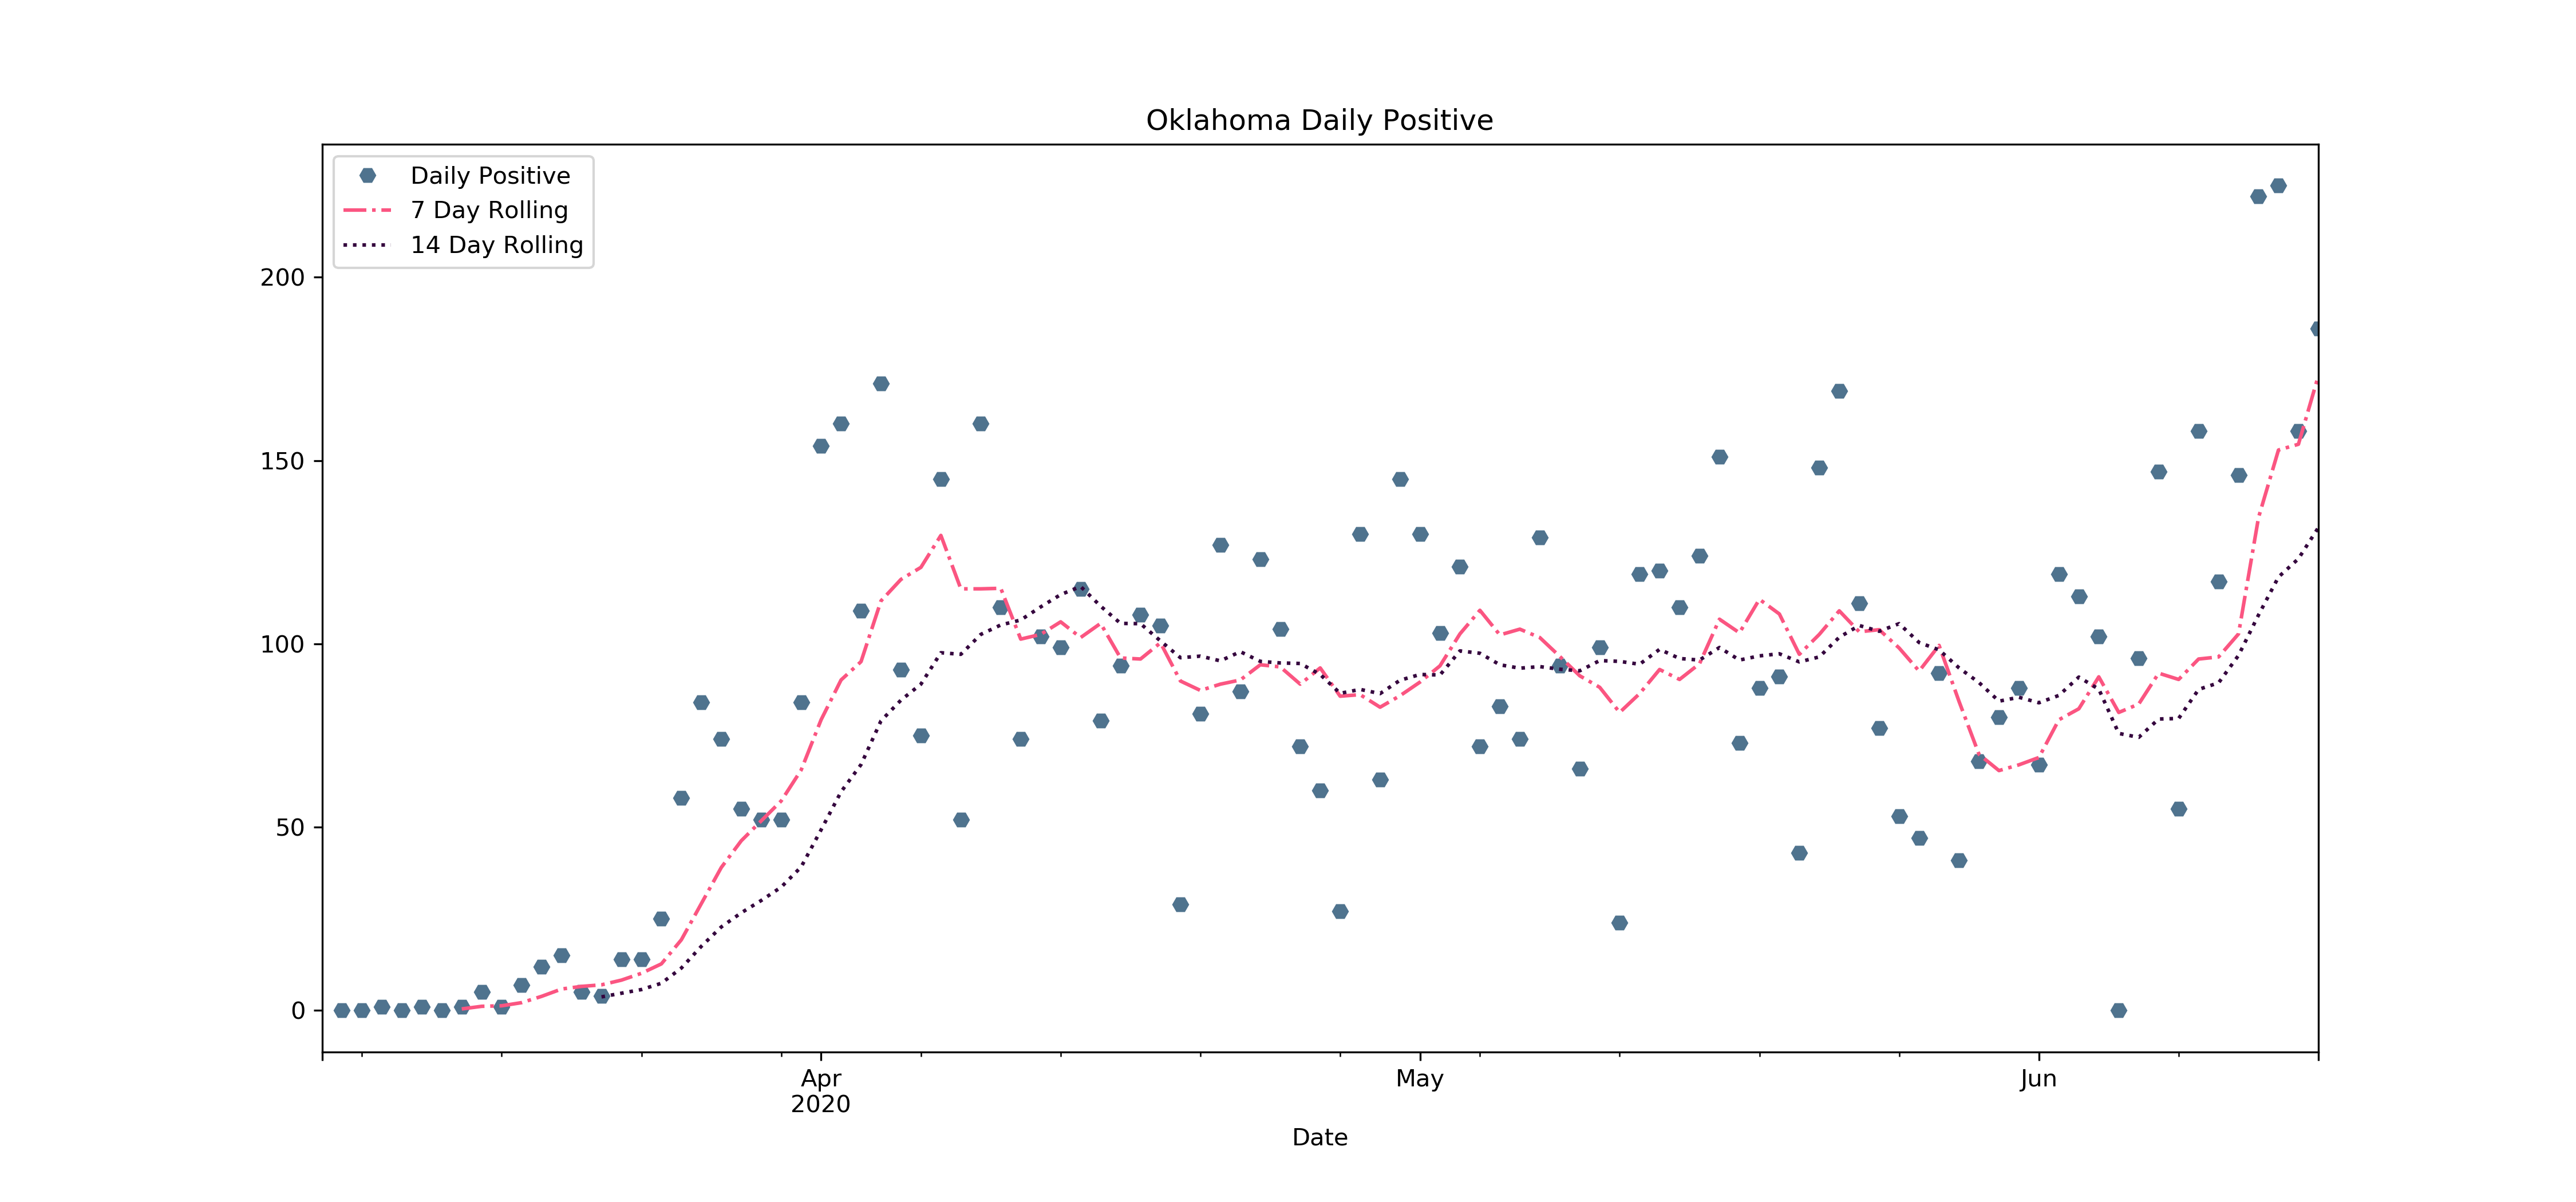 Oklahoma Daily Positive
Daily Positive
7 Day Rolling
14 Day Rolling
200
150
100
50
0
Apr
2020
May
Jun
Date